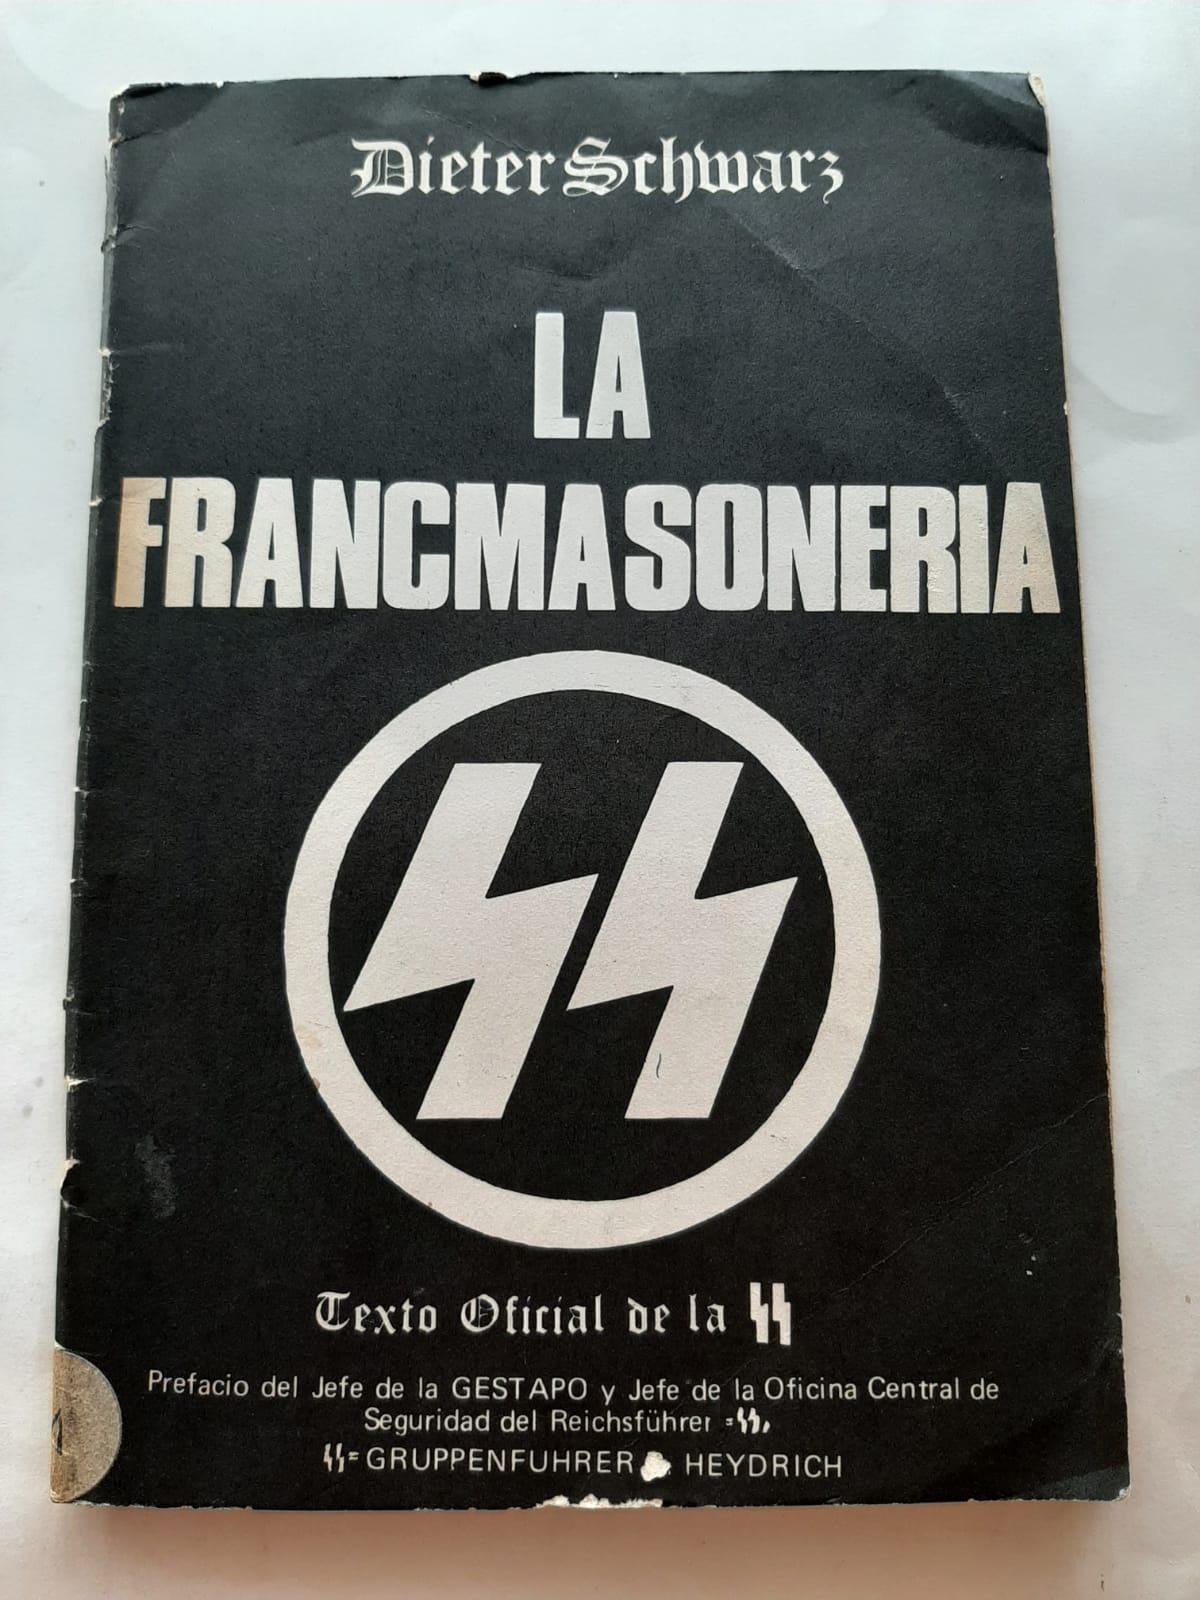 Dieter Schwarz
LA
FRANCMASONERIA
SS
Texto Oficial de la SS
Prefacio del Jefe de la GESTAPO y Jefe de la Oficina Central de
Seguridad del Reichsführer =SS,
SS=GRUPPENFUHRER HEYDRICH